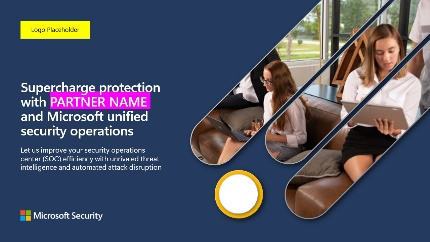 Logo Placeholder
Supercharge protection
with PARTNER NAME
and Microsoft unified
security operations
Let us improve your security operations
center (SOC) efficiency with unrivaled threat
intelligence and automated attack disruption
Microsoft Security